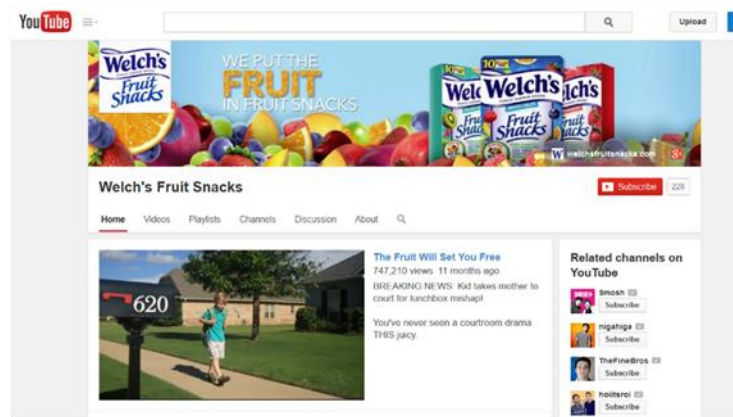 YouTube
Upload
Welch's
Fruit
Snacks
WE PUT THE
FRUIT
IN FRUIT SNACKS
Welch's
Fruit
Snacks
welchsfruitsnacks.com
Welch's Fruit Snacks
Subscribe 228
Home Videos Playlists Channels Discussion About
620
The Fruit Will Set You Free
747,210 views 11 months ago
BREAKING NEWS Kid takes mother to
court for lunchbox mishap!
You've never seen a courtroom drama
THIS juicy.
Related channels on
YouTube
Smosh
Subscribe
nigahiga
Subscribe
TheFineBros
Subscribe
Subscribe